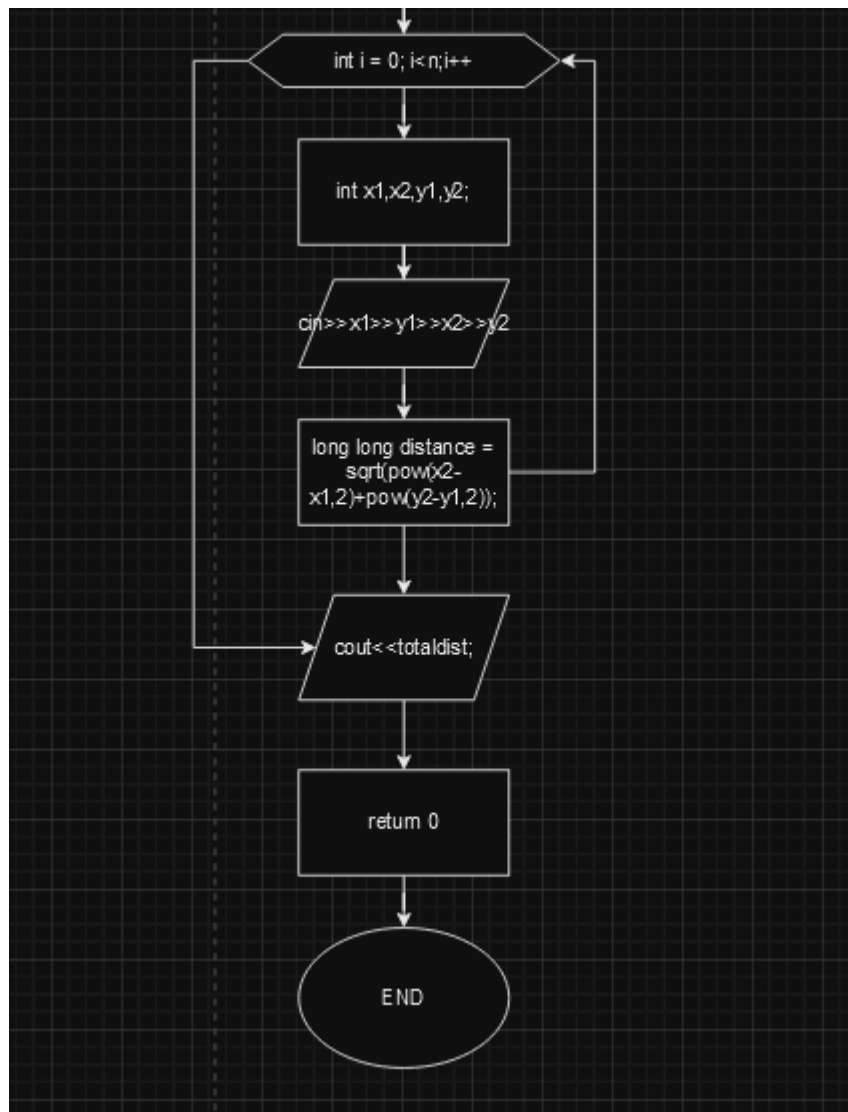 int i = 0; i<n;i++
int x1,x2,y1,y2;
cin>>x1>>y1>>x2>>y2
long long distance =
sqrt(pow(x2-
x1,2)+pow(y2-y1,2));
cout<<totaldist;
return 0
END